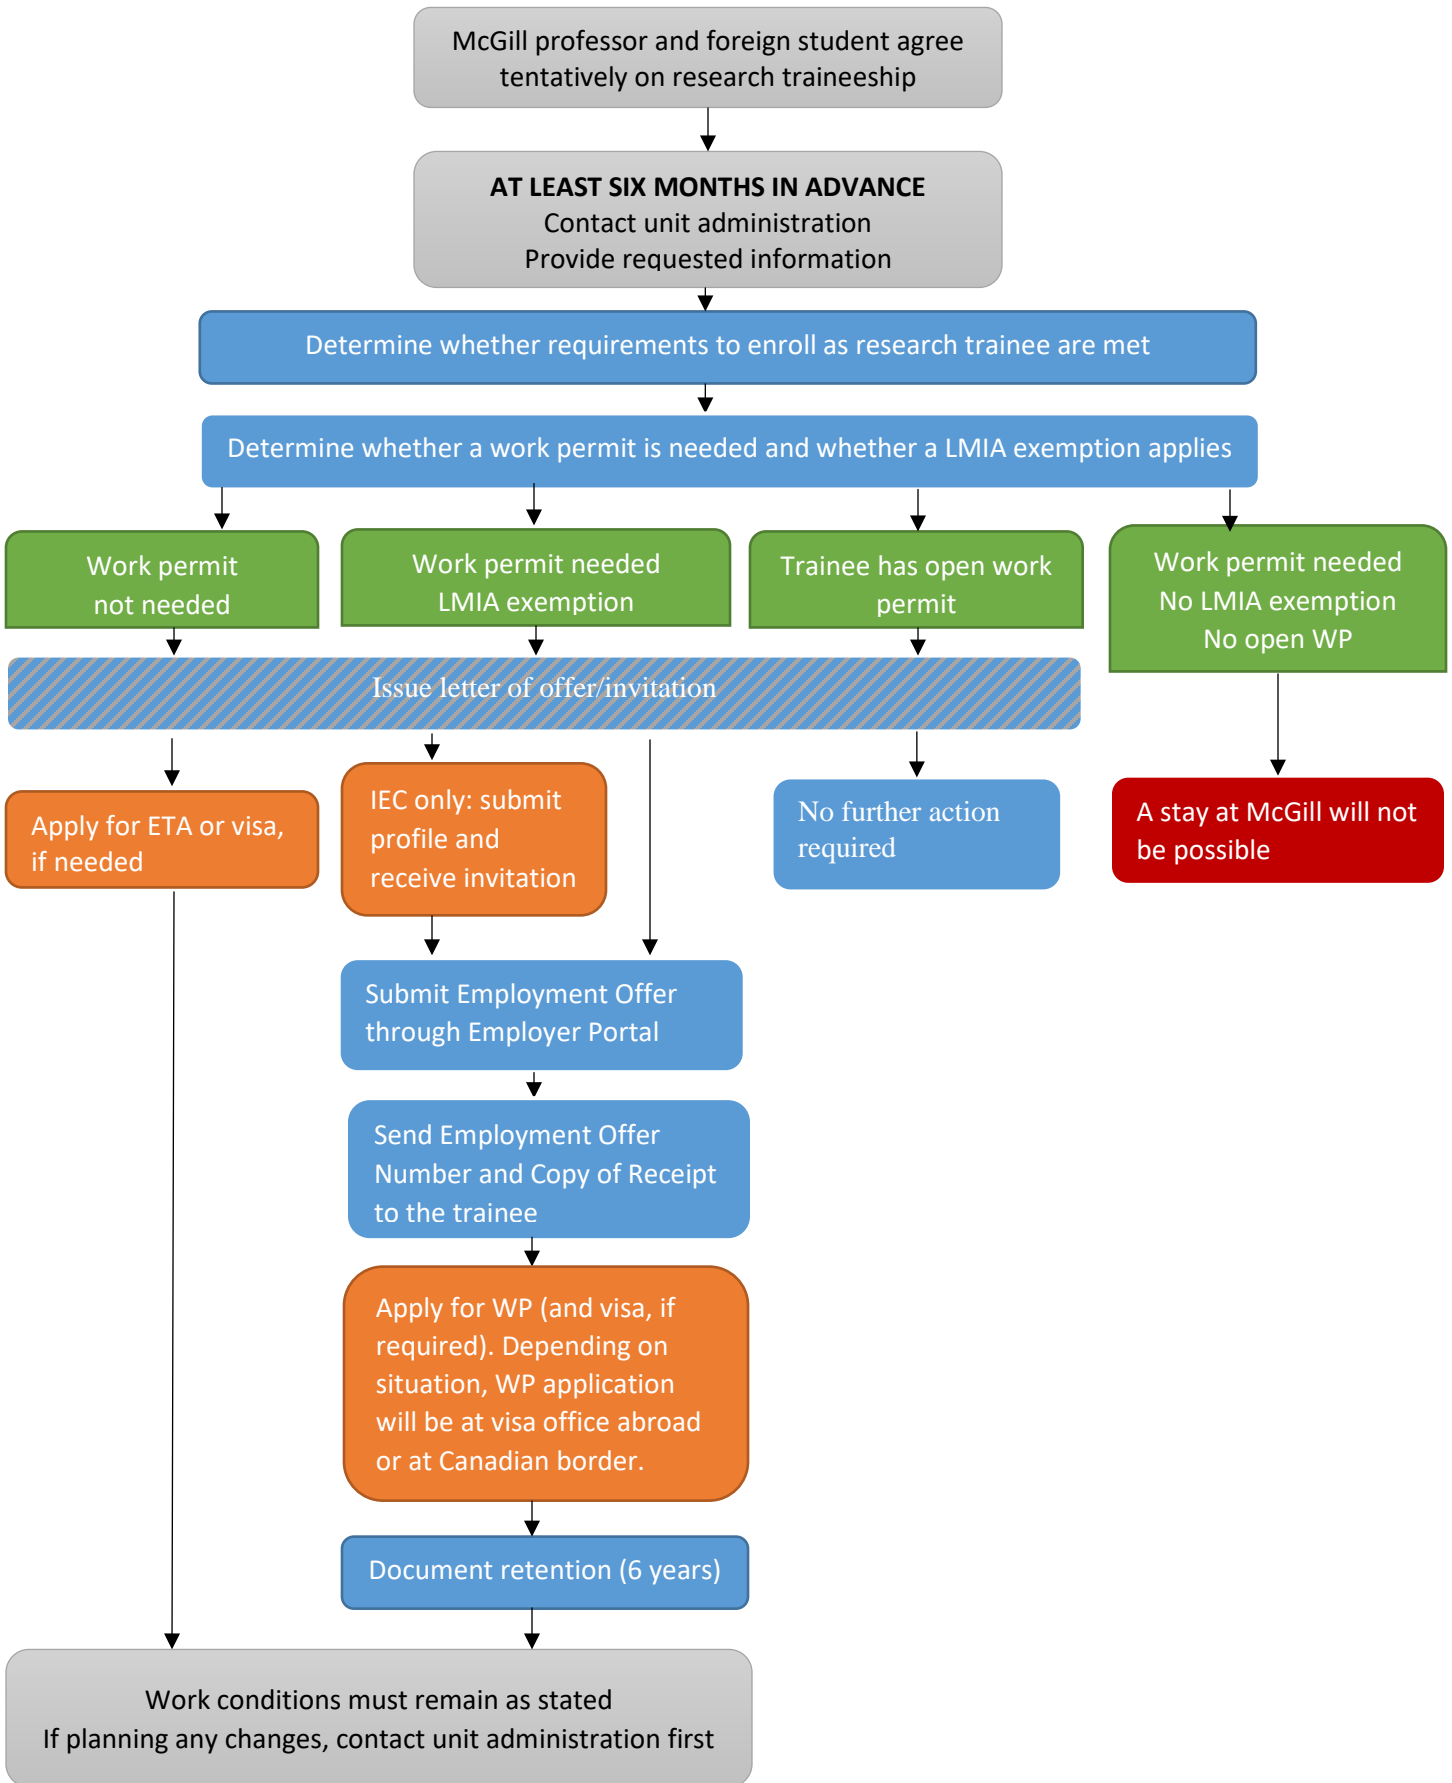 McGill professor and foreign student agree
tentatively on research traineeship
AT LEAST SIX MONTHS IN ADVANCE
Contact unit administration
Provide requested information
Determine whether requirements to enroll as research trainee are met
Determine whether a work permit is needed and whether a LMIA exemption applies
Work permit
not needed
Work permit needed
LMIA exemption
Trainee has open work
permit
Work permit needed
No LMIA exemption
No open WP
Issue letter of offer/invitation
Apply for ETA or visa,
if needed
IEC only: submit
profile and
receive invitation
No further action
required
A stay at McGill will not
be possible
Submit Employment Offer
through Employer Portal
Send Employment Offer
Number and Copy of Receipt
to the trainee
Apply for WP (and visa, if
required). Depending on
situation, WP application
will be at visa office abroad
or at Canadian border.
Document retention (6 years)
Work conditions must remain as stated
If planning any changes, contact unit administration first